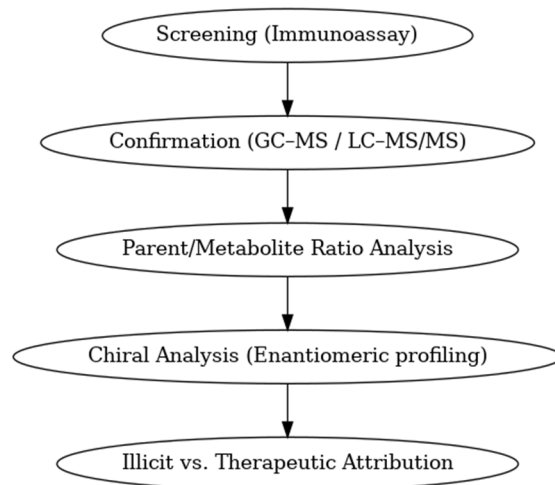 Screening (Immunoassay)
Confirmation (GC–MS / LC–MS/MS)
Parent/Metabolite Ratio Analysis
Chiral Analysis (Enantiomeric profiling)
Illicit vs. Therapeutic Attribution